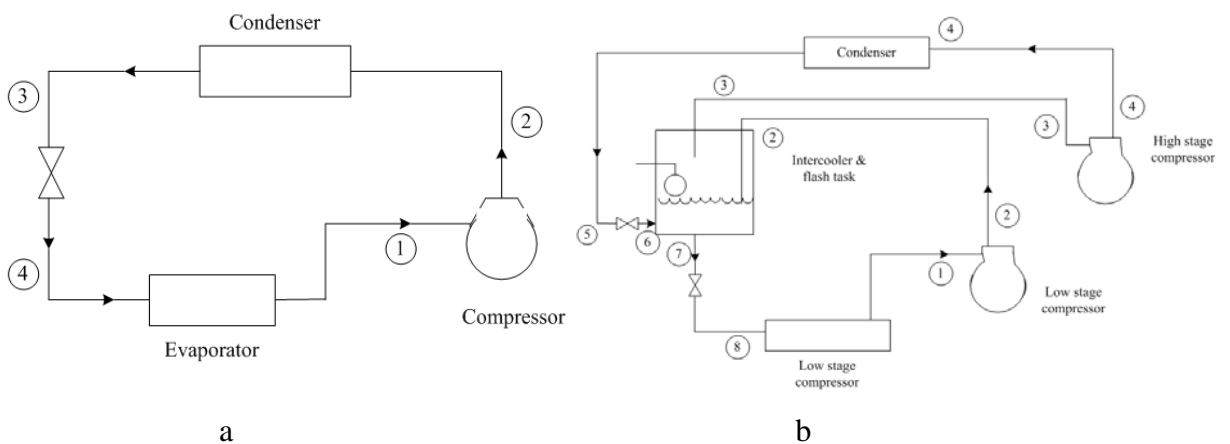 Condenser
3
2
4
1
Compressor
Evaporator
a
4
Condenser
3
4
3
2
High stage
compressor
Intercooler &
flash task
5
6
7
2
1
Low stage
compressor
8
Low stage
compressor
b